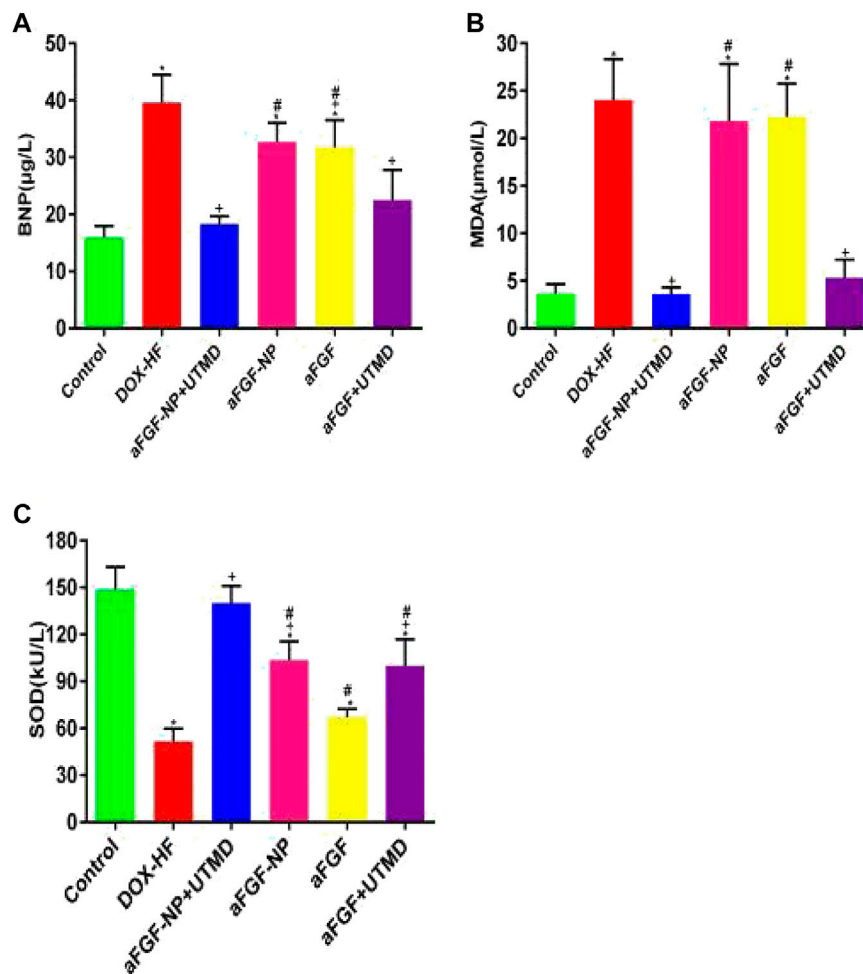 A
BNP(µg/L)
50
40
30
20
10
0
*
+
#
*
#
+
*
+
Control
DOX-HF
aFGF-NP+UTMD
aFGF-NP
aFGF
aFGF+UTMD
B
MDA(µmol/L)
30
25
20
15
10
5
0
*
+
#
*
#
*
+
Control
DOX-HF
aFGF-NP+UTMD
aFGF-NP
aFGF
aFGF+UTMD
C
SOD(kU/L)
180
150
120
90
60
30
0
*
+
#
+
*
#
*
#
+
*
Control
DOX-HF
aFGF-NP+UTMD
aFGF-NP
aFGF
aFGF+UTMD